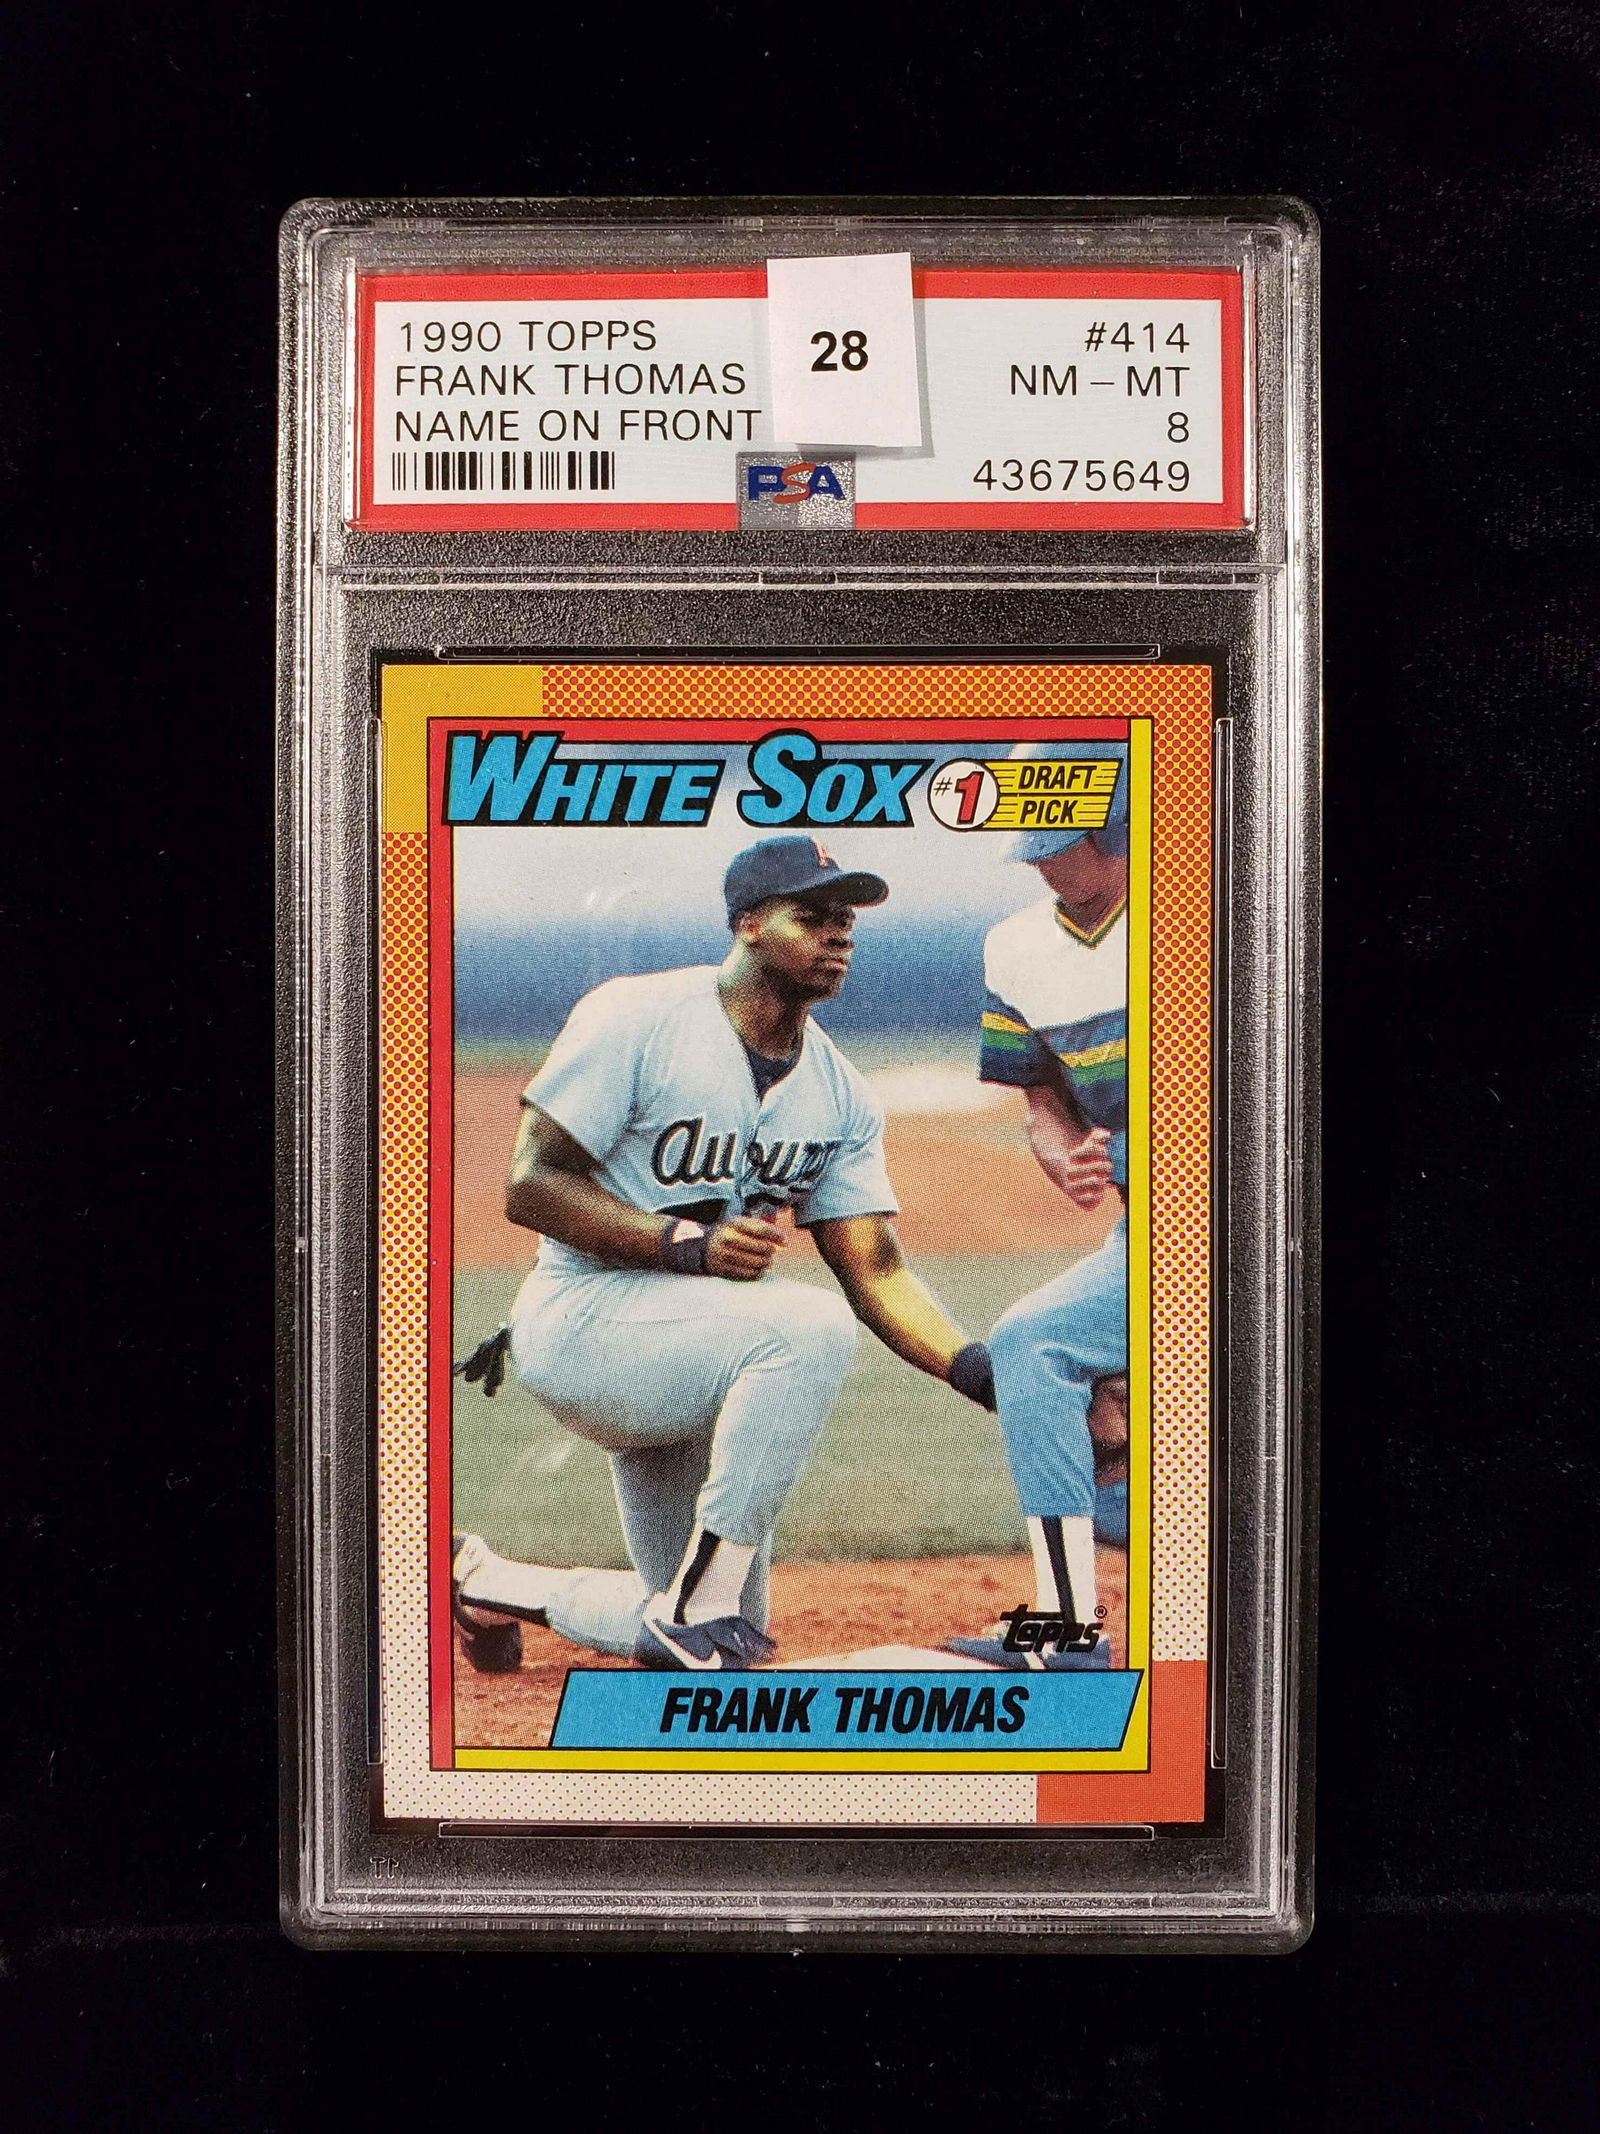 1990 TOPPS
FRANK THOMAS
NAME ON FRONT
28
#414
NM – MT
8
43675649
PSA
WHITE SOX
#1 DRAFT
PICK
A
Auburn
topps®
FRANK THOMAS